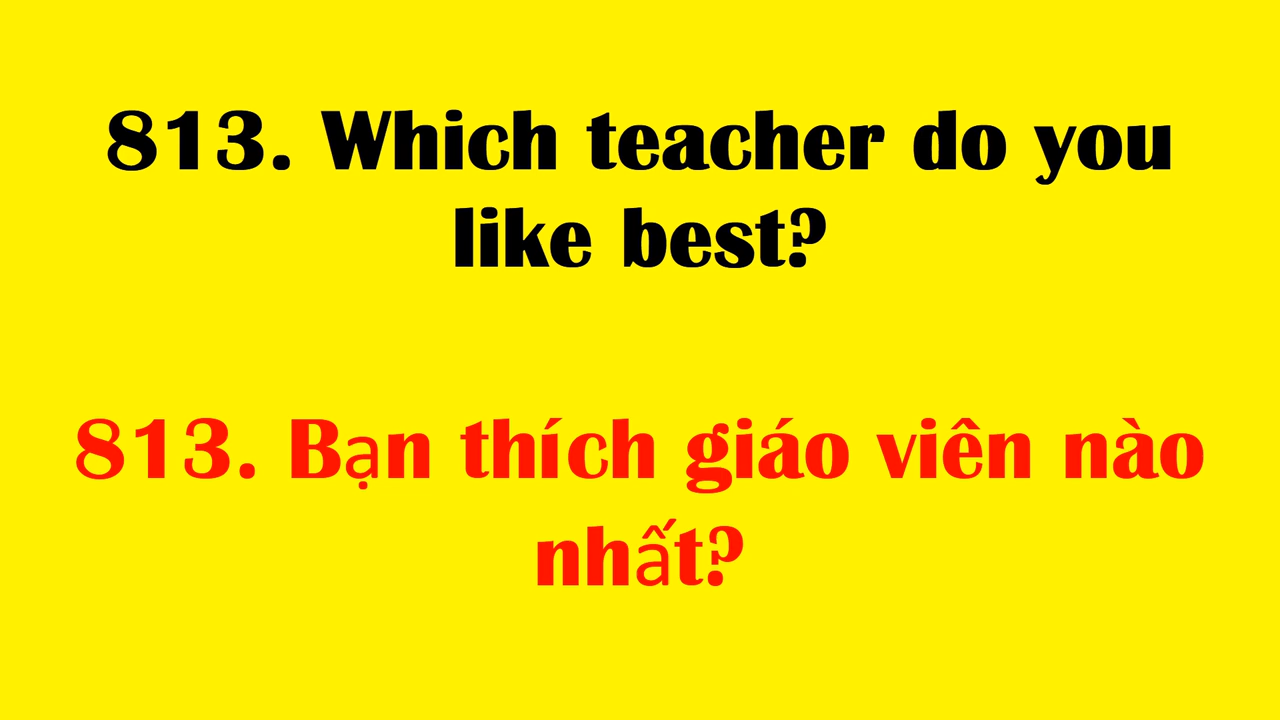 813. Which teacher do you
like best?
813. Bạn thích giáo viên nào
nhất?